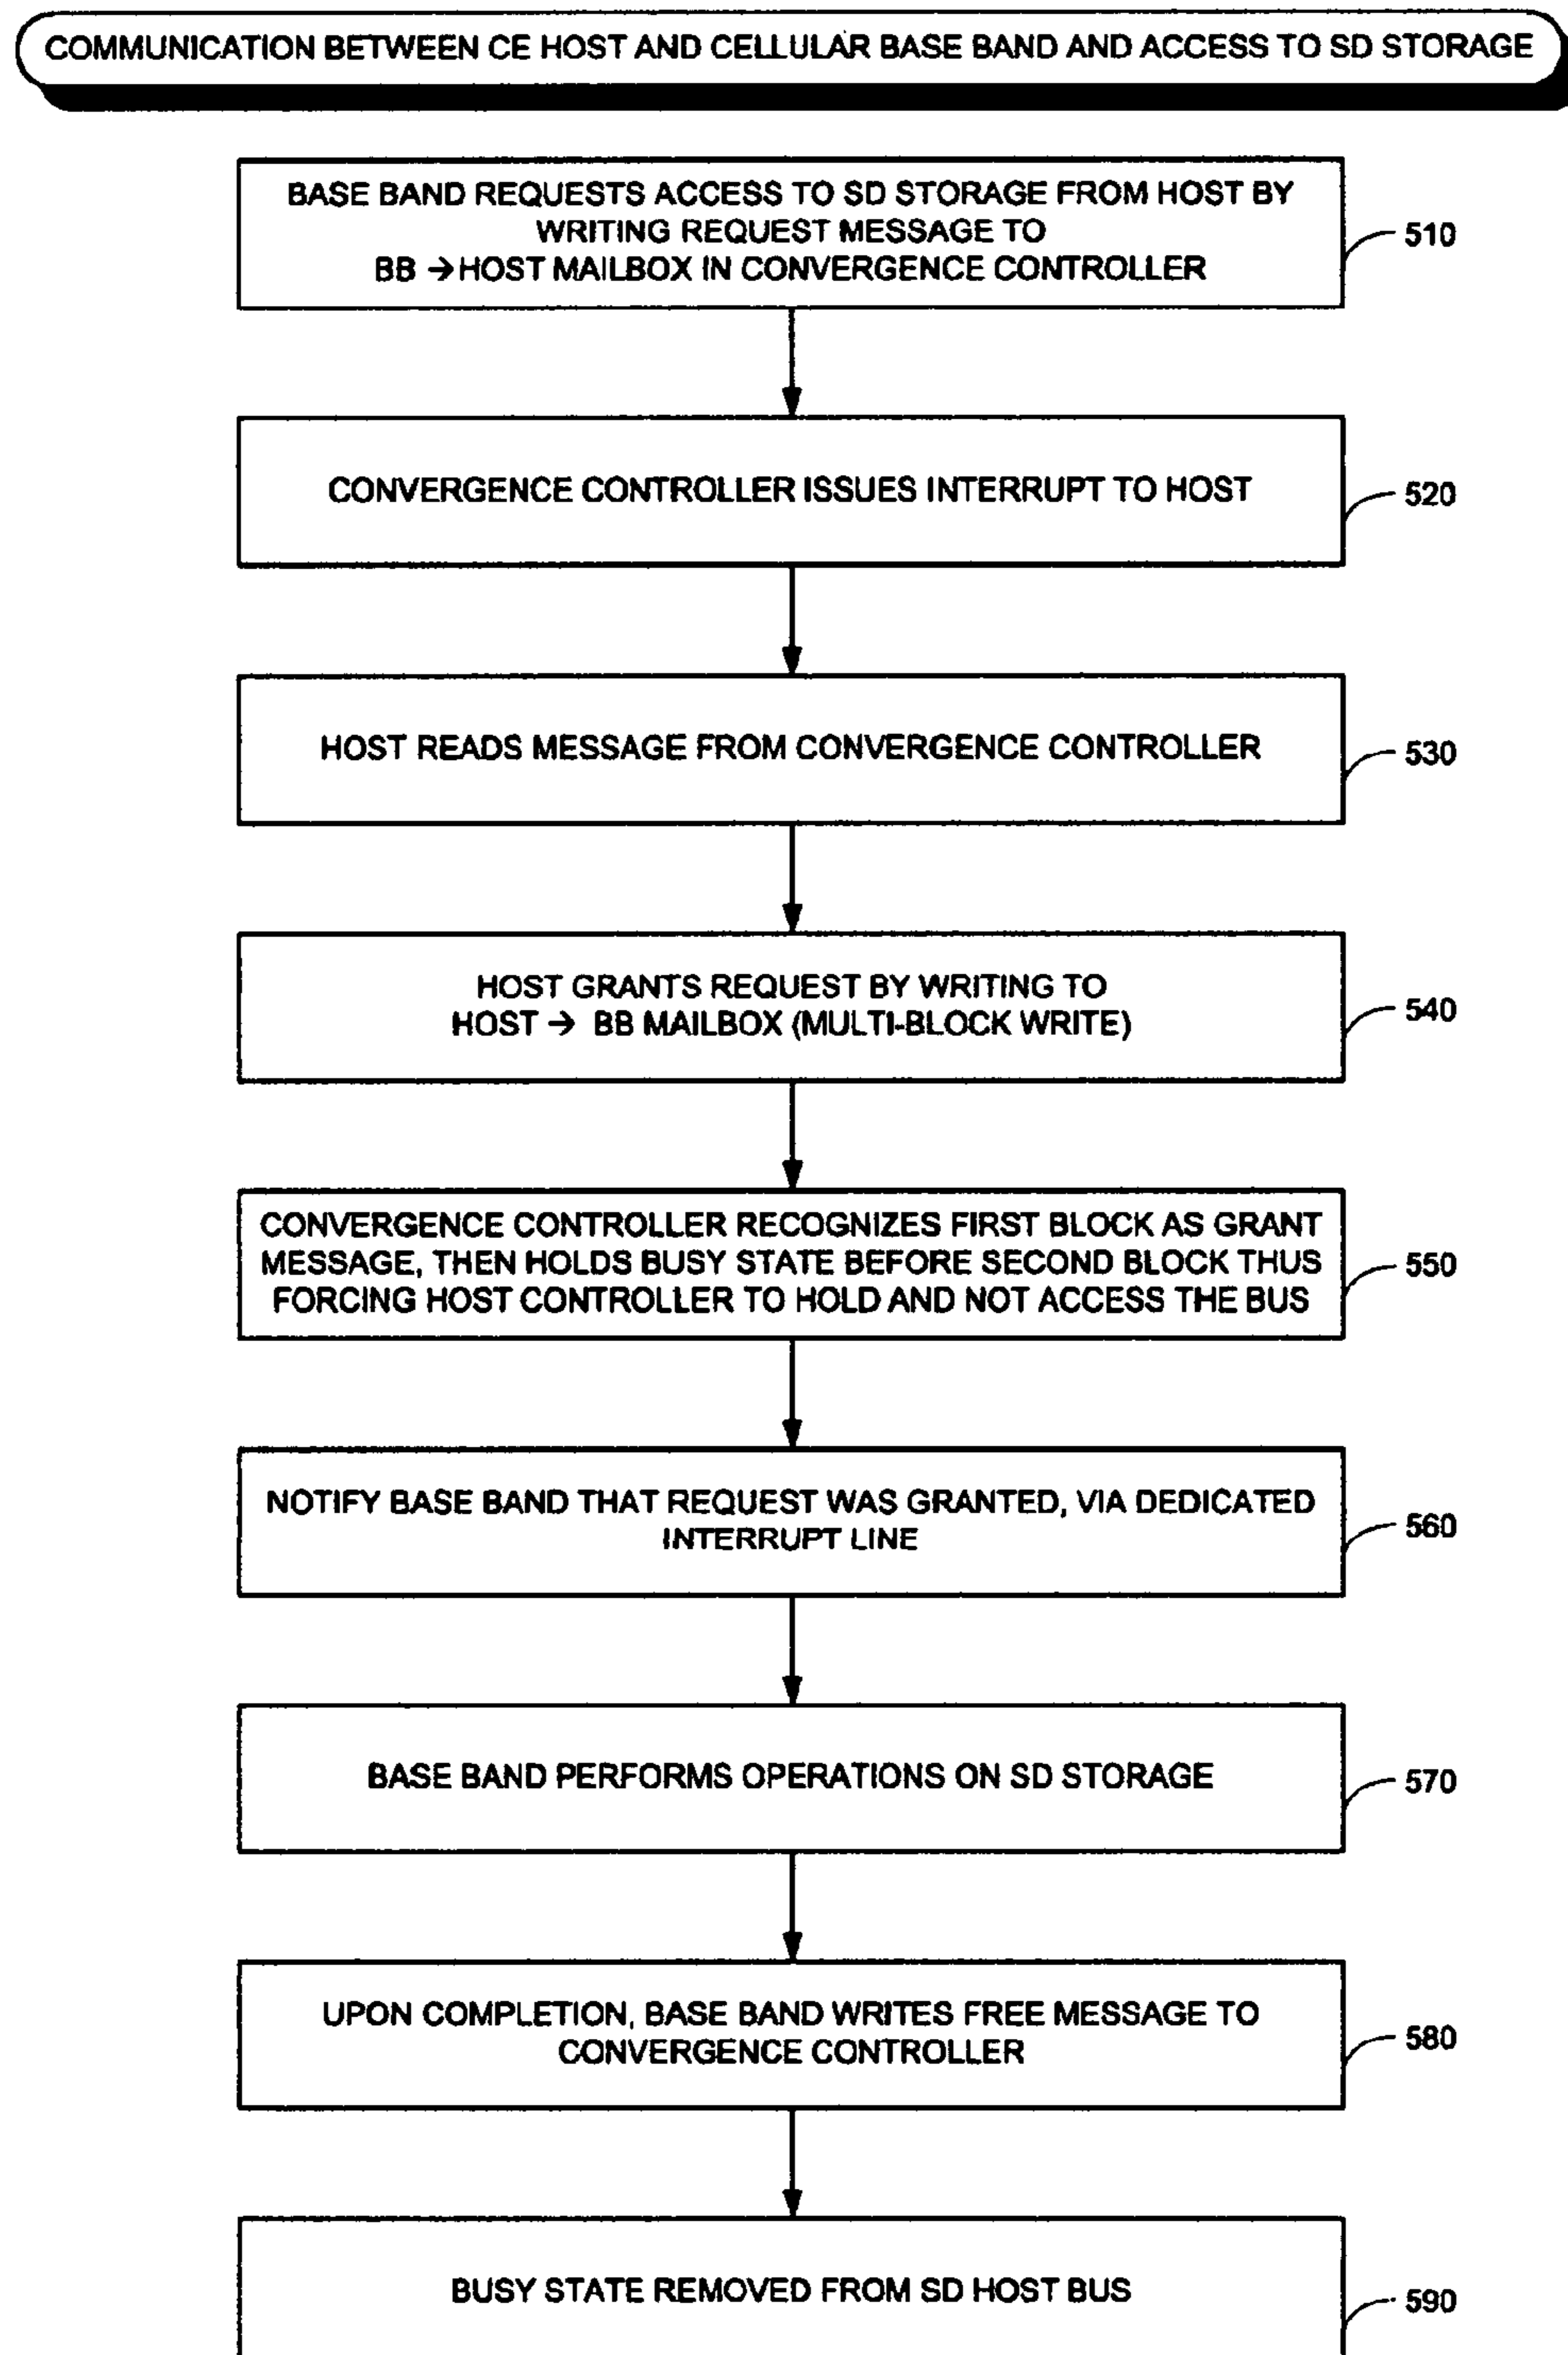 COMMUNICATION BETWEEN CE HOST AND CELLULAR BASE BAND AND ACCESS TO SD STORAGE
BASE BAND REQUESTS ACCESS TO SD STORAGE FROM HOST BY
WRITING REQUEST MESSAGE TO
BB → HOST MAILBOX IN CONVERGENCE CONTROLLER
510
CONVERGENCE CONTROLLER ISSUES INTERRUPT TO HOST
520
HOST READS MESSAGE FROM CONVERGENCE CONTROLLER
530
HOST GRANTS REQUEST BY WRITING TO
HOST → BB MAILBOX (MULTI-BLOCK WRITE)
540
CONVERGENCE CONTROLLER RECOGNIZES FIRST BLOCK AS GRANT
MESSAGE, THEN HOLDS BUSY STATE BEFORE SECOND BLOCK THUS
FORCING HOST CONTROLLER TO HOLD AND NOT ACCESS THE BUS
550
NOTIFY BASE BAND THAT REQUEST WAS GRANTED, VIA DEDICATED
INTERRUPT LINE
560
BASE BAND PERFORMS OPERATIONS ON SD STORAGE
570
UPON COMPLETION, BASE BAND WRITES FREE MESSAGE TO
CONVERGENCE CONTROLLER
580
BUSY STATE REMOVED FROM SD HOST BUS
590